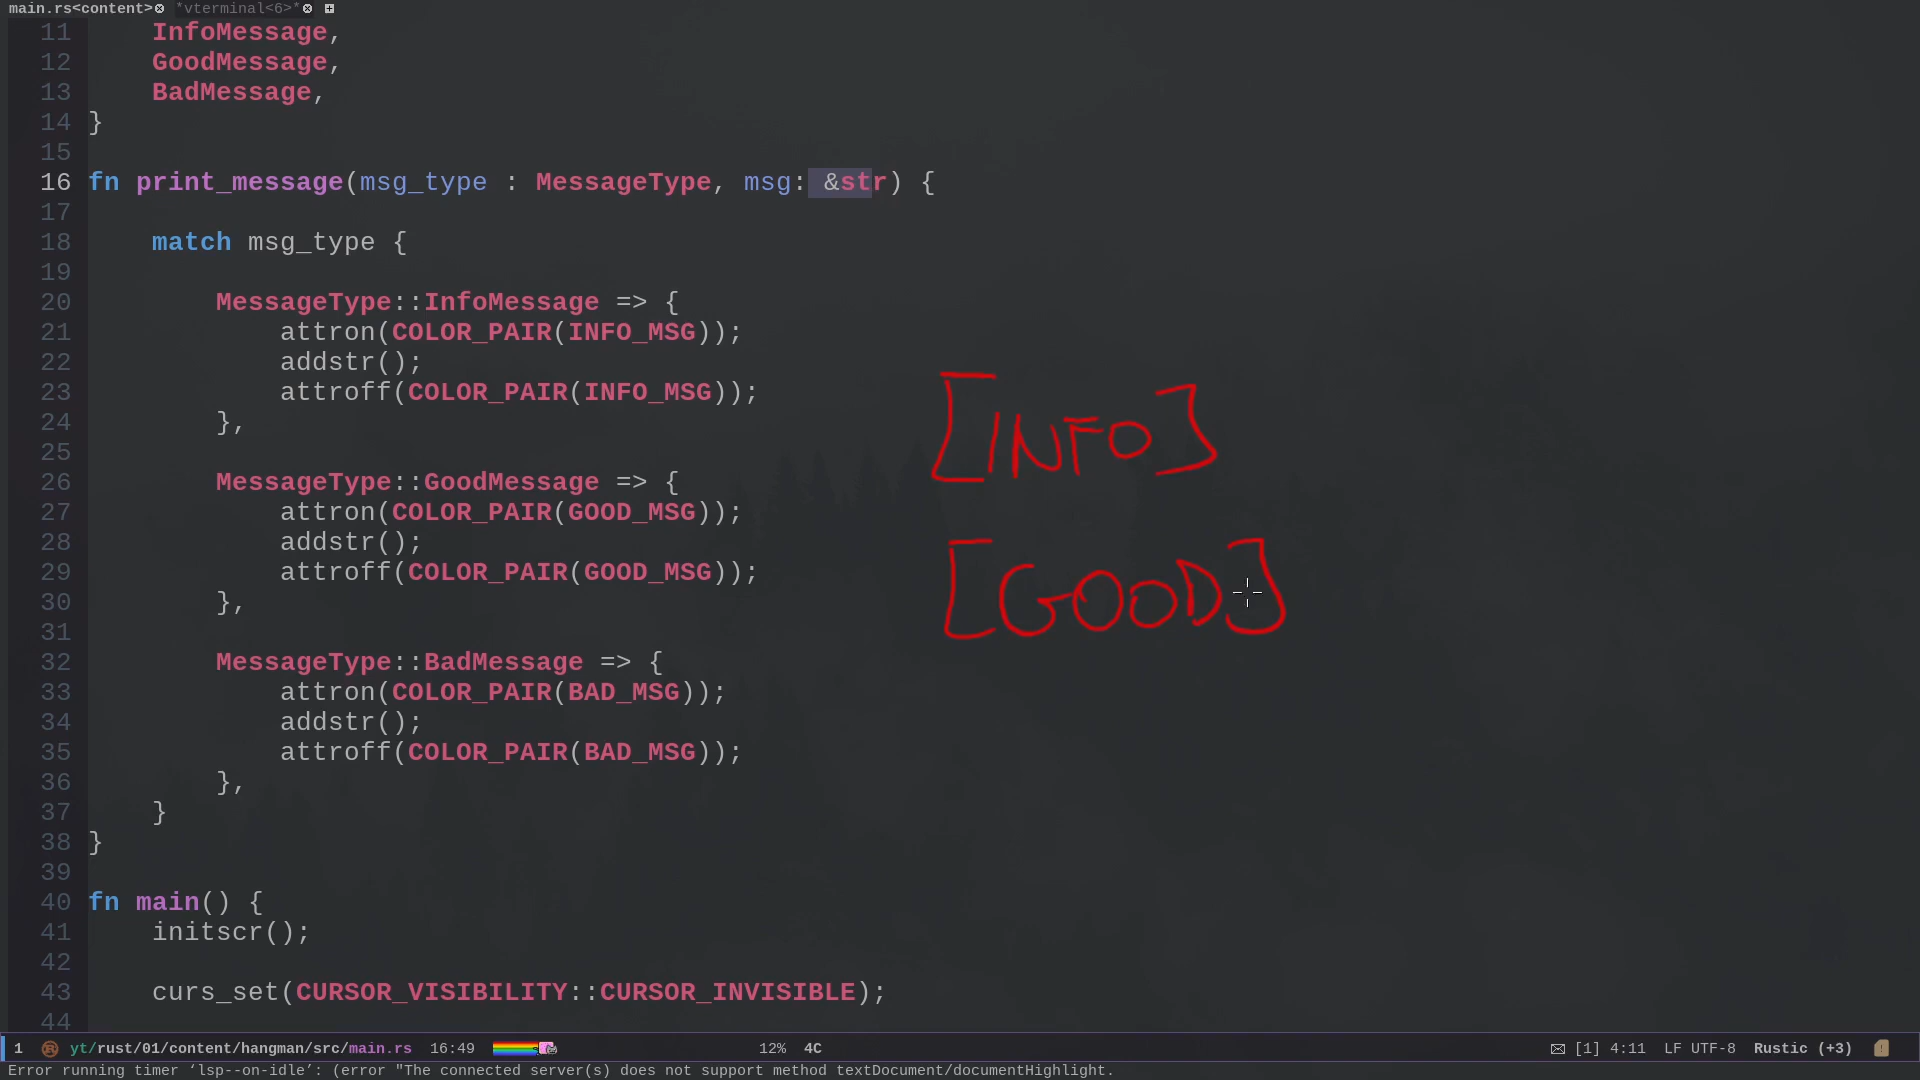 main.rs<content> *vterminal<6>*
11 InfoMessage,
12 GoodMessage,
13 BadMessage,
14 }
15
16 fn print_message(msg_type : MessageType, msg: &str) {
17
18 match msg_type {
19
20 MessageType::InfoMessage => {
21 attron(COLOR_PAIR(INFO_MSG));
22 addstr();
23 attroff(COLOR_PAIR(INFO_MSG));
24 },
[INFO]
25
26 MessageType::GoodMessage => {
27 attron(COLOR_PAIR(GOOD_MSG));
28 addstr();
29 attroff(COLOR_PAIR(GOOD_MSG));
30 },
[GOOD]
31
32 MessageType::BadMessage => {
33 attron(COLOR_PAIR(BAD_MSG));
34 addstr();
35 attroff(COLOR_PAIR(BAD_MSG));
36 },
37 }
38 }
39
40 fn main() {
41 initscr();
42
43 curs_set(CURSOR_VISIBILITY::CURSOR_INVISIBLE);
44
1 yt/rust/01/content/hangman/src/main.rs 16:49 12% 4C [1] 4:11 LF UTF-8 Rustic (+3)
Error running timer ‘lsp--on-idle’: (error "The connected server(s) does not support method textDocument/documentHighlight.